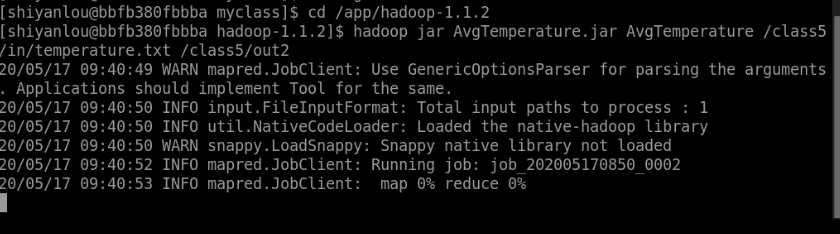 [shiyanlou@bbfb380fbbba myclass]$ cd /app/hadoop-1.1.2
[shiyanlou@bbfb380fbbba hadoop-1.1.2]$ hadoop jar AvgTemperature.jar AvgTemperature /class5
/in/temperature.txt /class5/out2
20/05/17 09:40:49 WARN mapred.JobClient: Use GenericOptionsParser for parsing the arguments
. Applications should implement Tool for the same.
20/05/17 09:40:50 INFO input.FileInputFormat: Total input paths to process : 1
20/05/17 09:40:50 INFO util.NativeCodeLoader: Loaded the native-hadoop library
20/05/17 09:40:50 WARN snappy.LoadSnappy: Snappy native library not loaded
20/05/17 09:40:52 INFO mapred.JobClient: Running job: job_202005170850_0002
20/05/17 09:40:53 INFO mapred.JobClient:  map 0% reduce 0%